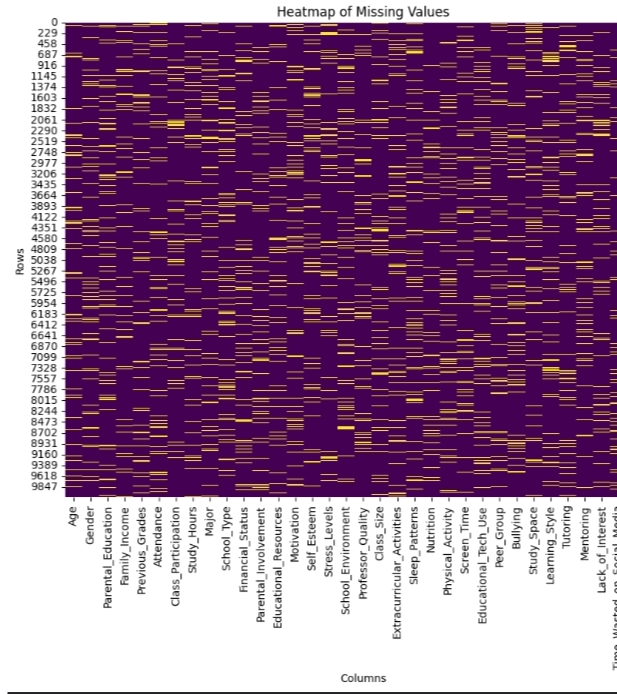 Heatmap of Missing Values
0
229
458
687
916
1145
1374
1603
1832
2061
2290
2519
2748
2977
3206
3435
3664
3893
4122
4351
4580
4809
5038
5267
5496
5725
5954
6183
6412
6641
6870
7099
7328
7557
7786
8015
8244
8473
8702
8931
9160
9389
9618
9847
Rows
Age
Gender
Parental_Education
Family_Income
Previous_Grades
Attendance
Class_Participation
Study_Hours
Major
School_Type
Financial_Status
Parental_Involvement
Educational_Resources
Motivation
Self_Esteem
Stress_Levels
School_Environment
Professor_Quality
Class_Size
Extracurricular_Activities
Sleep_Patterns
Nutrition
Physical_Activity
Screen_Time
Educational_Tech_Use
Peer_Group
Bullying
Study_Space
Learning_Style
Tutoring
Mentoring
Lack_of_Interest
Time_Wasted_on_Social_Media
Columns